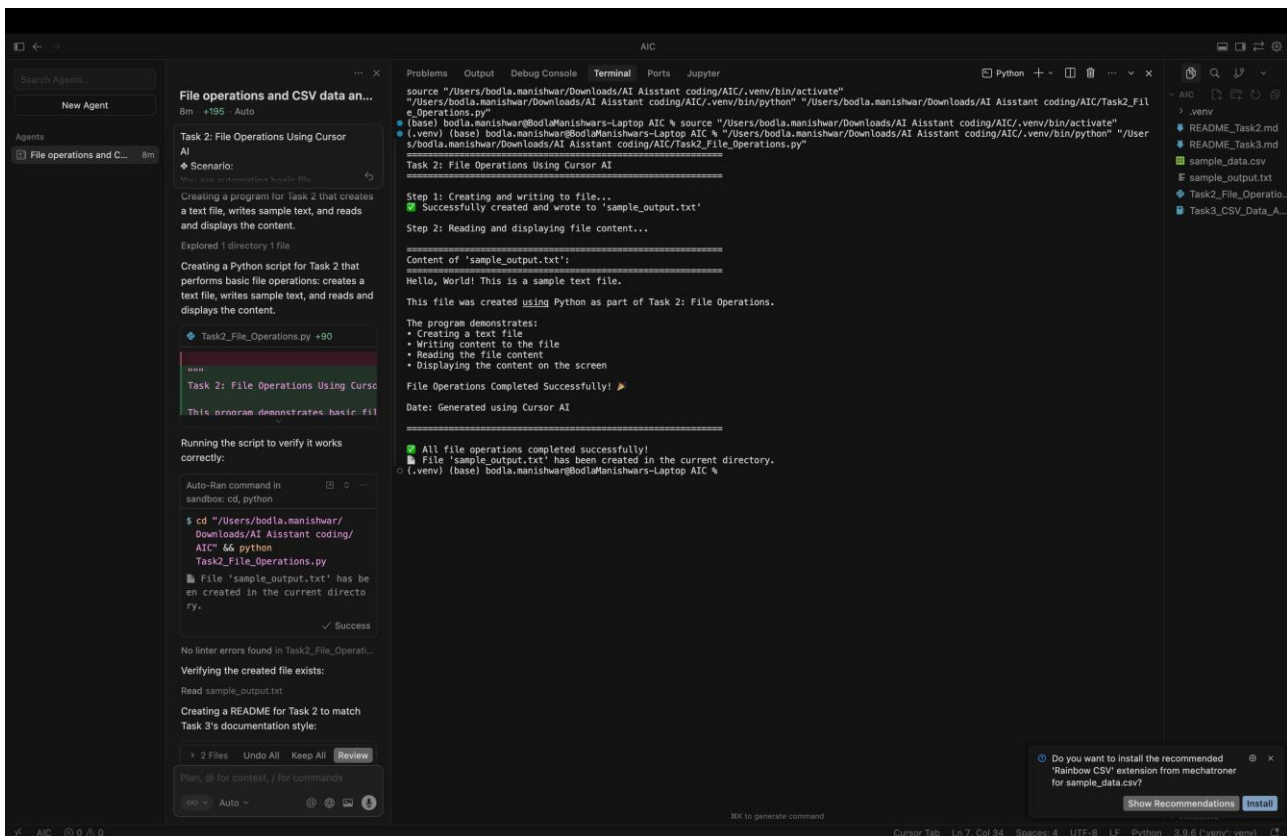 AIC
Search Agents...
New Agent
Agents
File operations and C... 8m
File operations and CSV data an...
8m · +195 · Auto
Task 2: File Operations Using Cursor
AI
❖ Scenario:
You are automating basic file
Creating a program for Task 2 that creates
a text file, writes sample text, and reads
and displays the content.
Explored 1 directory 1 file
Creating a Python script for Task 2 that
performs basic file operations: creates a
text file, writes sample text, and reads and
displays the content.
Task2_File_Operations.py +90
"""
Task 2: File Operations Using Curso
This program demonstrates basic fil
Running the script to verify it works
correctly:
Auto-Ran command in
sandbox: cd, python
$ cd "/Users/bodla.manishwar/
Downloads/AI Aisstant coding/
AIC" && python
Task2_File_Operations.py
📄 File 'sample_output.txt' has be
en created in the current directo
ry.
✓ Success
No linter errors found in Task2_File_Operati...
Verifying the created file exists:
Read sample_output.txt
Creating a README for Task 2 to match
Task 3's documentation style:
> 2 Files Undo All Keep All Review
Plan, @ for context, / for commands
∞ Auto
Problems Output Debug Console Terminal Ports Jupyter
Python
source "/Users/bodla.manishwar/Downloads/AI Aisstant coding/AIC/.venv/bin/activate"
"/Users/bodla.manishwar/Downloads/AI Aisstant coding/AIC/.venv/bin/python" "/Users/bodla.manishwar/Downloads/AI Aisstant coding/AIC/Task2_Fil
e_Operations.py"
(base) bodla.manishwar@BodlaManishwars-Laptop AIC % source "/Users/bodla.manishwar/Downloads/AI Aisstant coding/AIC/.venv/bin/activate"
(.venv) (base) bodla.manishwar@BodlaManishwars-Laptop AIC % "/Users/bodla.manishwar/Downloads/AI Aisstant coding/AIC/.venv/bin/python" "/User
s/bodla.manishwar/Downloads/AI Aisstant coding/AIC/Task2_File_Operations.py"
============================================================
Task 2: File Operations Using Cursor AI
============================================================
Step 1: Creating and writing to file...
✅ Successfully created and wrote to 'sample_output.txt'
Step 2: Reading and displaying file content...
============================================================
Content of 'sample_output.txt':
============================================================
Hello, World! This is a sample text file.
This file was created using Python as part of Task 2: File Operations.
The program demonstrates:
• Creating a text file
• Writing content to the file
• Reading the file content
• Displaying the content on the screen
File Operations Completed Successfully! 🎉
Date: Generated using Cursor AI
============================================================
✅ All file operations completed successfully!
📄 File 'sample_output.txt' has been created in the current directory.
(.venv) (base) bodla.manishwar@BodlaManishwars-Laptop AIC %
⌘K to generate command
AIC
.venv
README_Task2.md
README_Task3.md
sample_data.csv
sample_output.txt
Task2_File_Operatio...
Task3_CSV_Data_A...
Do you want to install the recommended
'Rainbow CSV' extension from mechatroner
for sample_data.csv?
Show Recommendations Install
AIC 0 0
Cursor Tab Ln 7, Col 34 Spaces: 4 UTF-8 LF Python 3.9.6 ('.venv': venv)